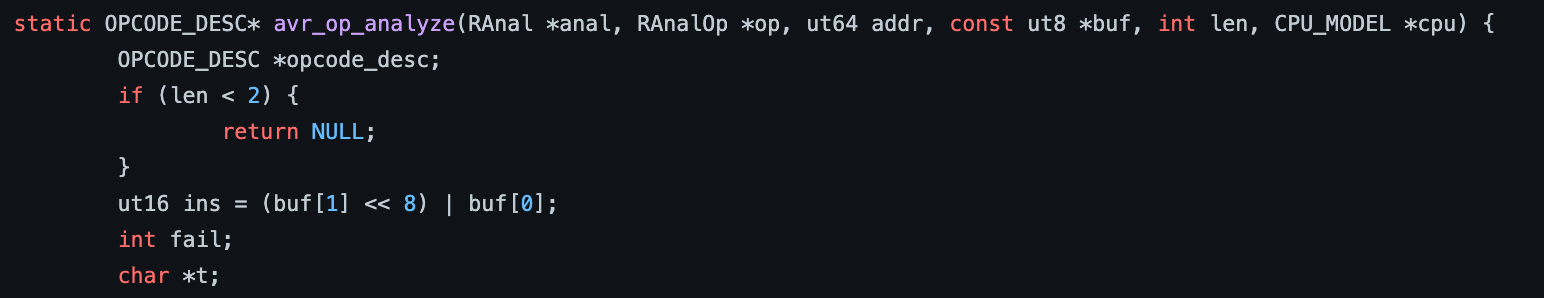 static OPCODE_DESC* avr_op_analyze(RAnal *anal, RAnalOp *op, ut64 addr, const ut8 *buf, int len, CPU_MODEL *cpu) {
        OPCODE_DESC *opcode_desc;
        if (len < 2) {
                return NULL;
        }
        ut16 ins = (buf[1] << 8) | buf[0];
        int fail;
        char *t;